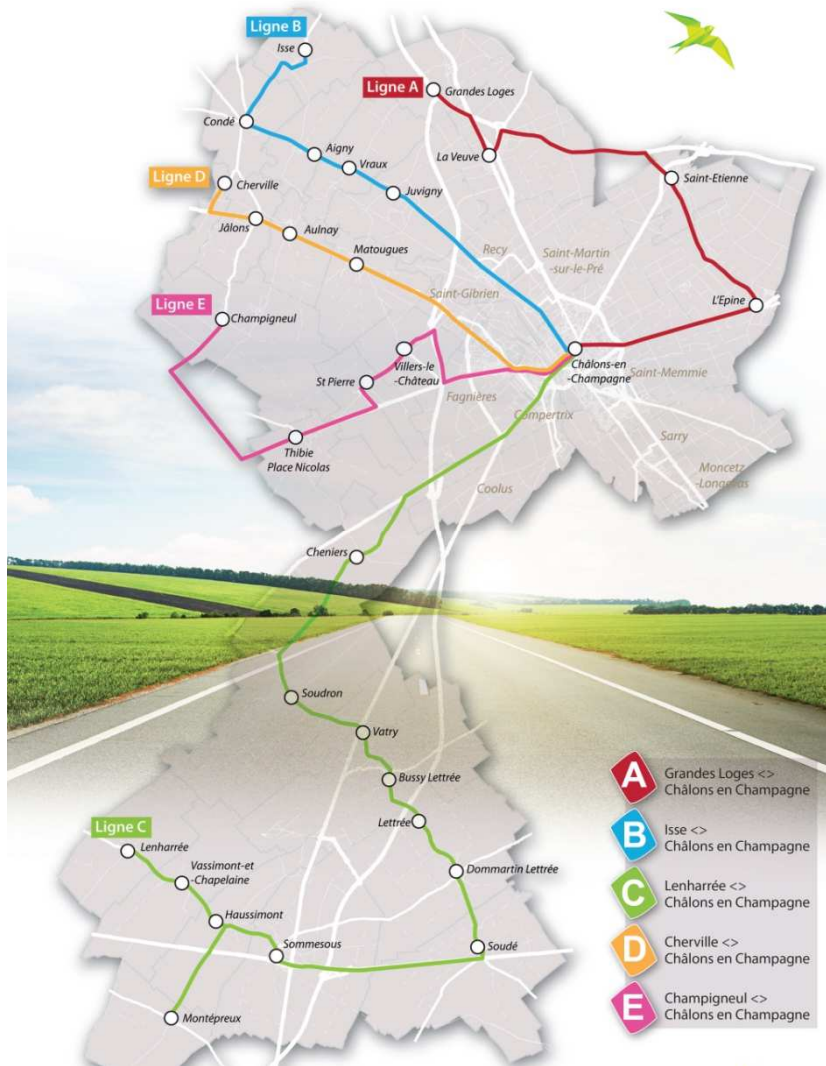 Ligne B
Isse
Ligne A
Grandes Loges
Condé
Aigny
La Veuve
Vraux
Saint-Etienne
Ligne D
Cherville
Juvigny
Jâlons
Aulnay
Matougues
Recy
Saint-Martin
-sur-le-Pré
Saint-Gibrien
Ligne E
Champigneul
L'Epine
Villers-le
-Château
Châlons-en
-Champagne
St Pierre
Saint-Memmie
Fagnières
Compertrix
Thibie
Place Nicolas
Sarry
Moncetz
-Longevas
Coolus
Cheniers
Soudron
Vatry
Bussy Lettrée
Lettrée
Ligne C
Lenharrée
Vassimont-et
-Chapelaine
Dommartin Lettrée
Haussimont
Sommesous
Soudé
Montépreux
A
Grandes Loges <>
Châlons en Champagne
B
Isse <>
Châlons en Champagne
C
Lenharrée <>
Châlons en Champagne
D
Cherville <>
Châlons en Champagne
E
Champigneul <>
Châlons en Champagne